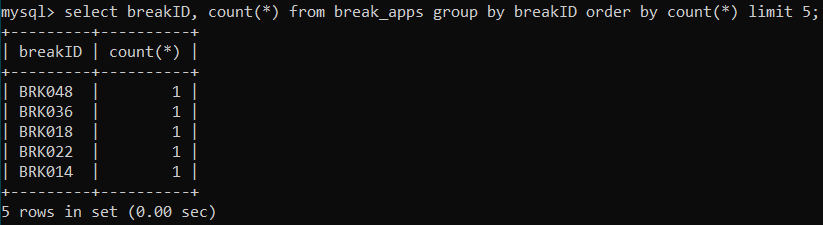 mysql> select breakID, count(*) from break_apps group by breakID order by count(*) limit 5;
+---------+----------+
| breakID | count(*) |
+---------+----------+
| BRK048  |        1 |
| BRK036  |        1 |
| BRK018  |        1 |
| BRK022  |        1 |
| BRK014  |        1 |
+---------+----------+
5 rows in set (0.00 sec)